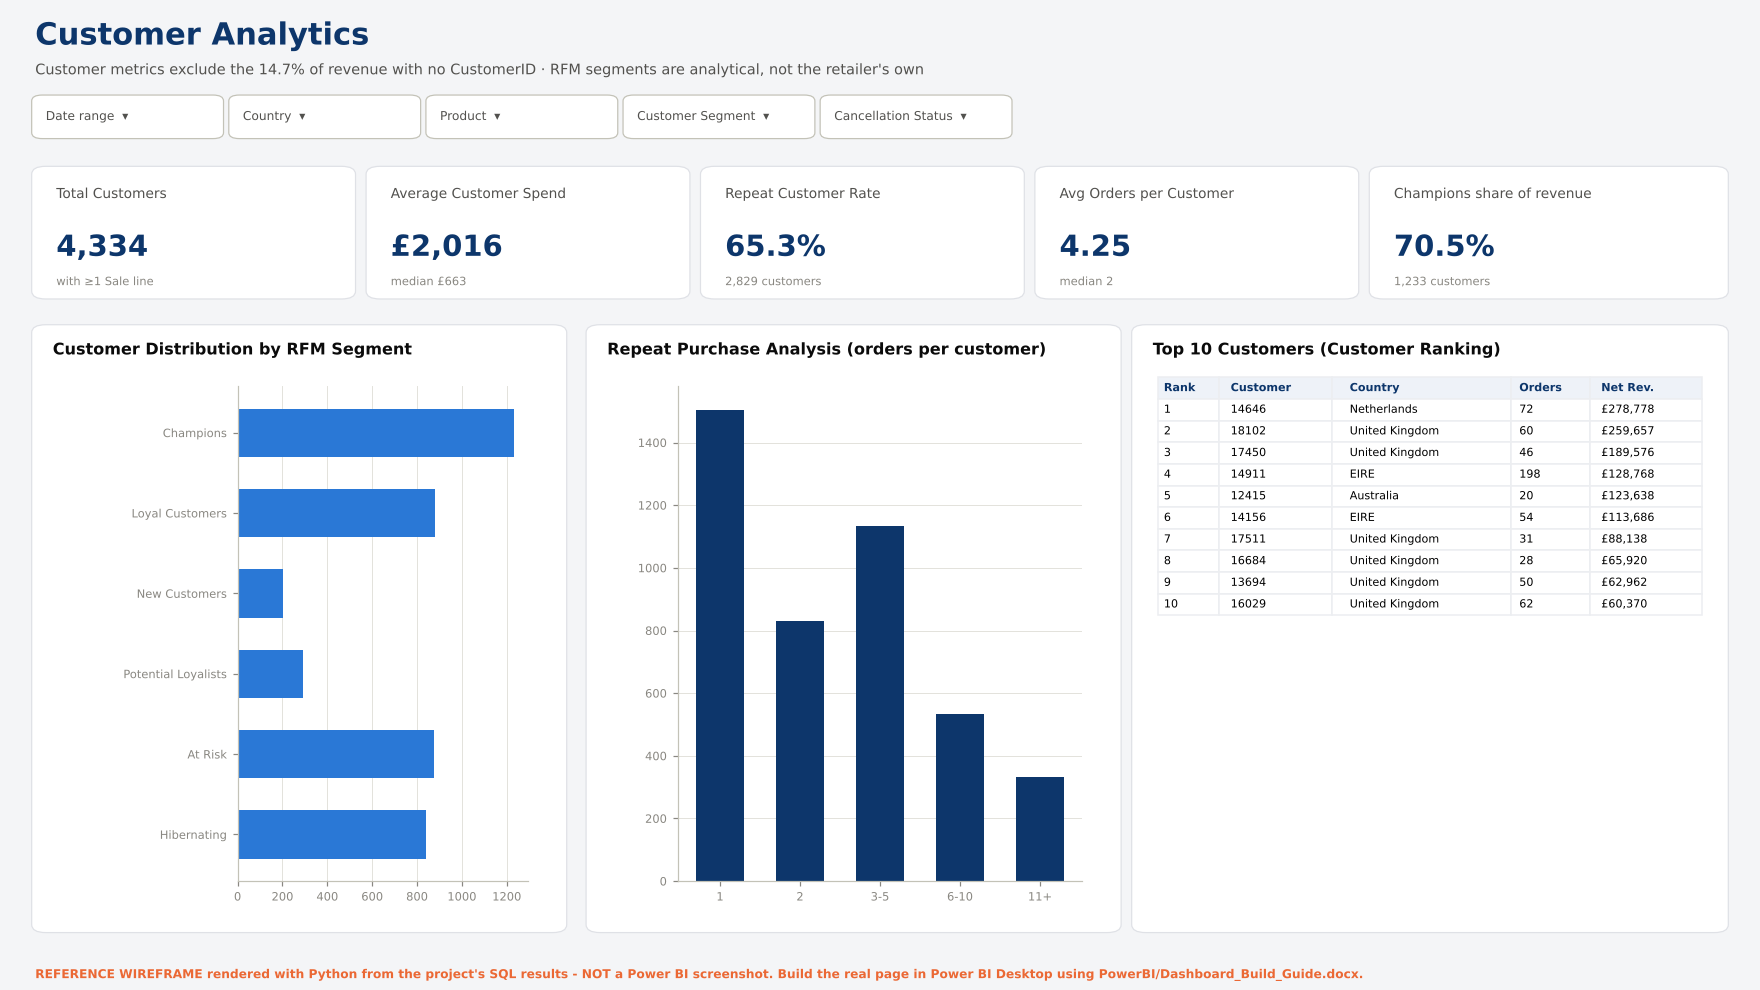 Customer Analytics
Customer metrics exclude the 14.7% of revenue with no CustomerID · RFM segments are analytical, not the retailer's own
Date range ▾
Country ▾
Product ▾
Customer Segment ▾
Cancellation Status ▾
Total Customers
4,334
with ≥1 Sale line
Average Customer Spend
£2,016
median £663
Repeat Customer Rate
65.3%
2,829 customers
Avg Orders per Customer
4.25
median 2
Champions share of revenue
70.5%
1,233 customers
Customer Distribution by RFM Segment
Champions
Loyal Customers
New Customers
Potential Loyalists
At Risk
Hibernating
0 200 400 600 800 1000 1200
Repeat Purchase Analysis (orders per customer)
1400
1200
1000
800
600
400
200
0
1 2 3-5 6-10 11+
Top 10 Customers (Customer Ranking)
Rank Customer Country Orders Net Rev.
1 14646 Netherlands 72 £278,778
2 18102 United Kingdom 60 £259,657
3 17450 United Kingdom 46 £189,576
4 14911 EIRE 198 £128,768
5 12415 Australia 20 £123,638
6 14156 EIRE 54 £113,686
7 17511 United Kingdom 31 £88,138
8 16684 United Kingdom 28 £65,920
9 13694 United Kingdom 50 £62,962
10 16029 United Kingdom 62 £60,370
REFERENCE WIREFRAME rendered with Python from the project's SQL results - NOT a Power BI screenshot. Build the real page in Power BI Desktop using PowerBI/Dashboard_Build_Guide.docx.